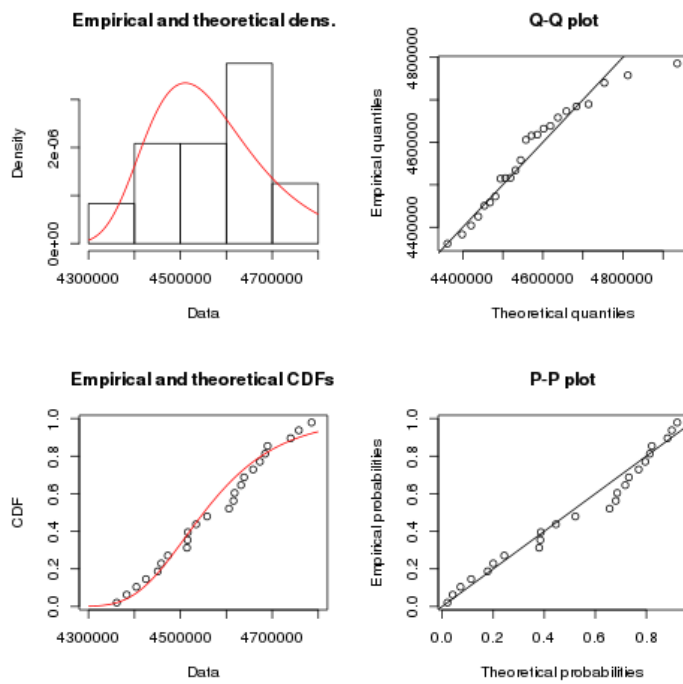 Empirical and theoretical dens.
Density
0e+00
2e-06
4300000
4500000
4700000
Data
Q-Q plot
Empirical quantiles
4400000
4600000
4800000
4400000
4600000
4800000
Theoretical quantiles
Empirical and theoretical CDFs
CDF
0.0
0.2
0.4
0.6
0.8
1.0
4300000
4500000
4700000
Data
P-P plot
Empirical probabilities
0.0
0.2
0.4
0.6
0.8
1.0
0.0
0.2
0.4
0.6
0.8
Theoretical probabilities